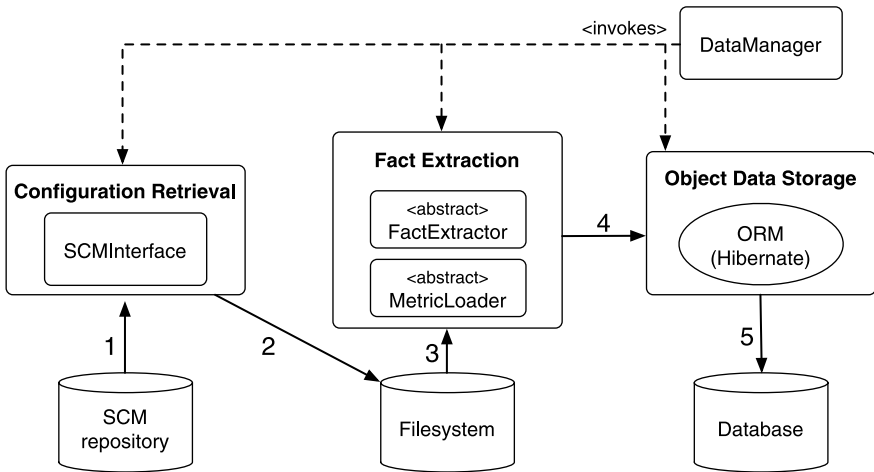 <invokes>
DataManager
Configuration Retrieval
SCMInterface
Fact Extraction
<abstract>
FactExtractor
<abstract>
MetricLoader
Object Data Storage
ORM
(Hibernate)
1
2
3
4
5
SCM
repository
Filesystem
Database